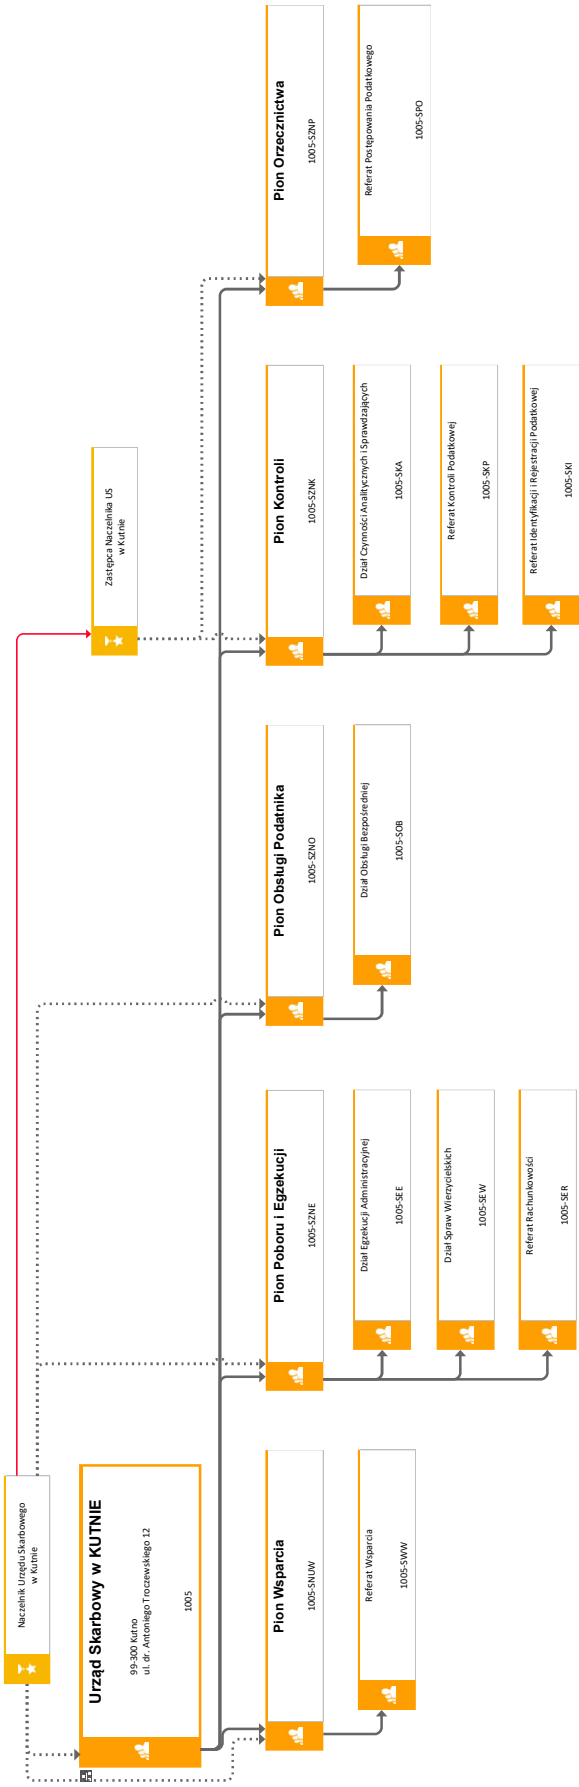 Naczelnik Urzędu Skarbowego
w Kutnie
Zastępca Naczelnika US
w Kutnie
Urząd Skarbowy w KUTNIE
99-300 Kutno
ul. dr. Antoniego Troczewskiego 12
1005
Pion Wsparcia
1005-SNUW
Referat Wsparcia
1005-SWW
Pion Poboru i Egzekucji
1005-SZNE
Dział Egzekucji Administracyjnej
1005-SEE
Dział Spraw Wierzycielskich
1005-SEW
Referat Rachunkowości
1005-SER
Pion Obsługi Podatnika
1005-SZNO
Dział Obsługi Bezpośredniej
1005-SOB
Pion Kontroli
1005-SZNK
Dział Czynności Analitycznych i Sprawdzających
1005-SKA
Referat Kontroli Podatkowej
1005-SKP
Referat Identyfikacji i Rejestracji Podatkowej
1005-SKI
Pion Orzecznictwa
1005-SZNP
Referat Postępowania Podatkowego
1005-SPO